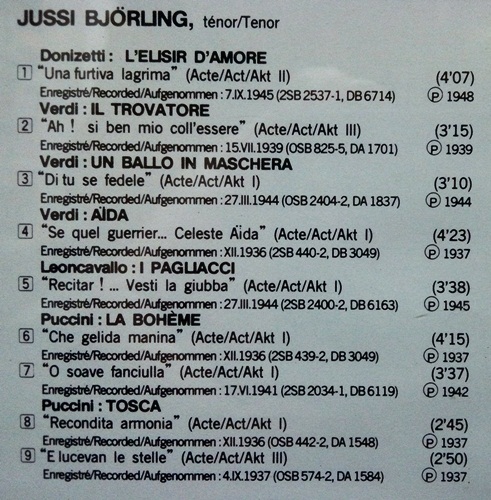 JUSSI BJÖRLING, ténor/Tenor
Donizetti : L'ELISIR D'AMORE
1 "Una furtiva lagrima" (Acte/Act/Akt II) (4'07)
Enregistré/Recorded/Aufgenommen : 7.IX.1945 (2SB 2537-1, DB 6714) Ⓟ 1948
Verdi : IL TROVATORE
2 "Ah ! si ben mio coll'essere" (Acte/Act/Akt III) (3'15)
Enregistré/Recorded/Aufgenommen : 15.VII.1939 (OSB 825-5, DA 1701) Ⓟ 1939
Verdi : UN BALLO IN MASCHERA
3 "Di tu se fedele" (Acte/Act/Akt I) (3'10)
Enregistré/Recorded/Aufgenommen : 27.III.1944 (OSB 2404-2, DA 1837) Ⓟ 1944
Verdi : AÏDA
4 "Se quel guerrier... Celeste Aïda" (Acte/Act/Akt I) (4'23)
Enregistré/Recorded/Aufgenommen : XII.1936 (2SB 440-2, DB 3049) Ⓟ 1937
Leoncavallo : I PAGLIACCI
5 "Recitar ! ... Vesti la giubba" (Acte/Act/Akt I) (3'38)
Enregistré/Recorded/Aufgenommen : 27.III.1944 (2SB 2400-2, DB 6163) Ⓟ 1945
Puccini : LA BOHÈME
6 "Che gelida manina" (Acte/Act/Akt I) (4'15)
Enregistré/Recorded/Aufgenommen : XII.1936 (2SB 439-2, DB 3049) Ⓟ 1937
7 "O soave fanciulla" (Acte/Act/Akt I) (3'37)
Enregistré/Recorded/Aufgenommen : 17.VI.1941 (2SB 2034-1, DB 6119) Ⓟ 1942
Puccini : TOSCA
8 "Recondita armonia" (Acte/Act/Akt I) (2'45)
Enregistré/Recorded/Aufgenommen : XII.1936 (OSB 442-2, DA 1548) Ⓟ 1937
9 "E lucevan le stelle" (Acte/Act/Akt III) (2'50)
Enregistré/Recorded/Aufgenommen : 4.IX.1937 (OSB 574-2, DA 1584) Ⓟ 1937